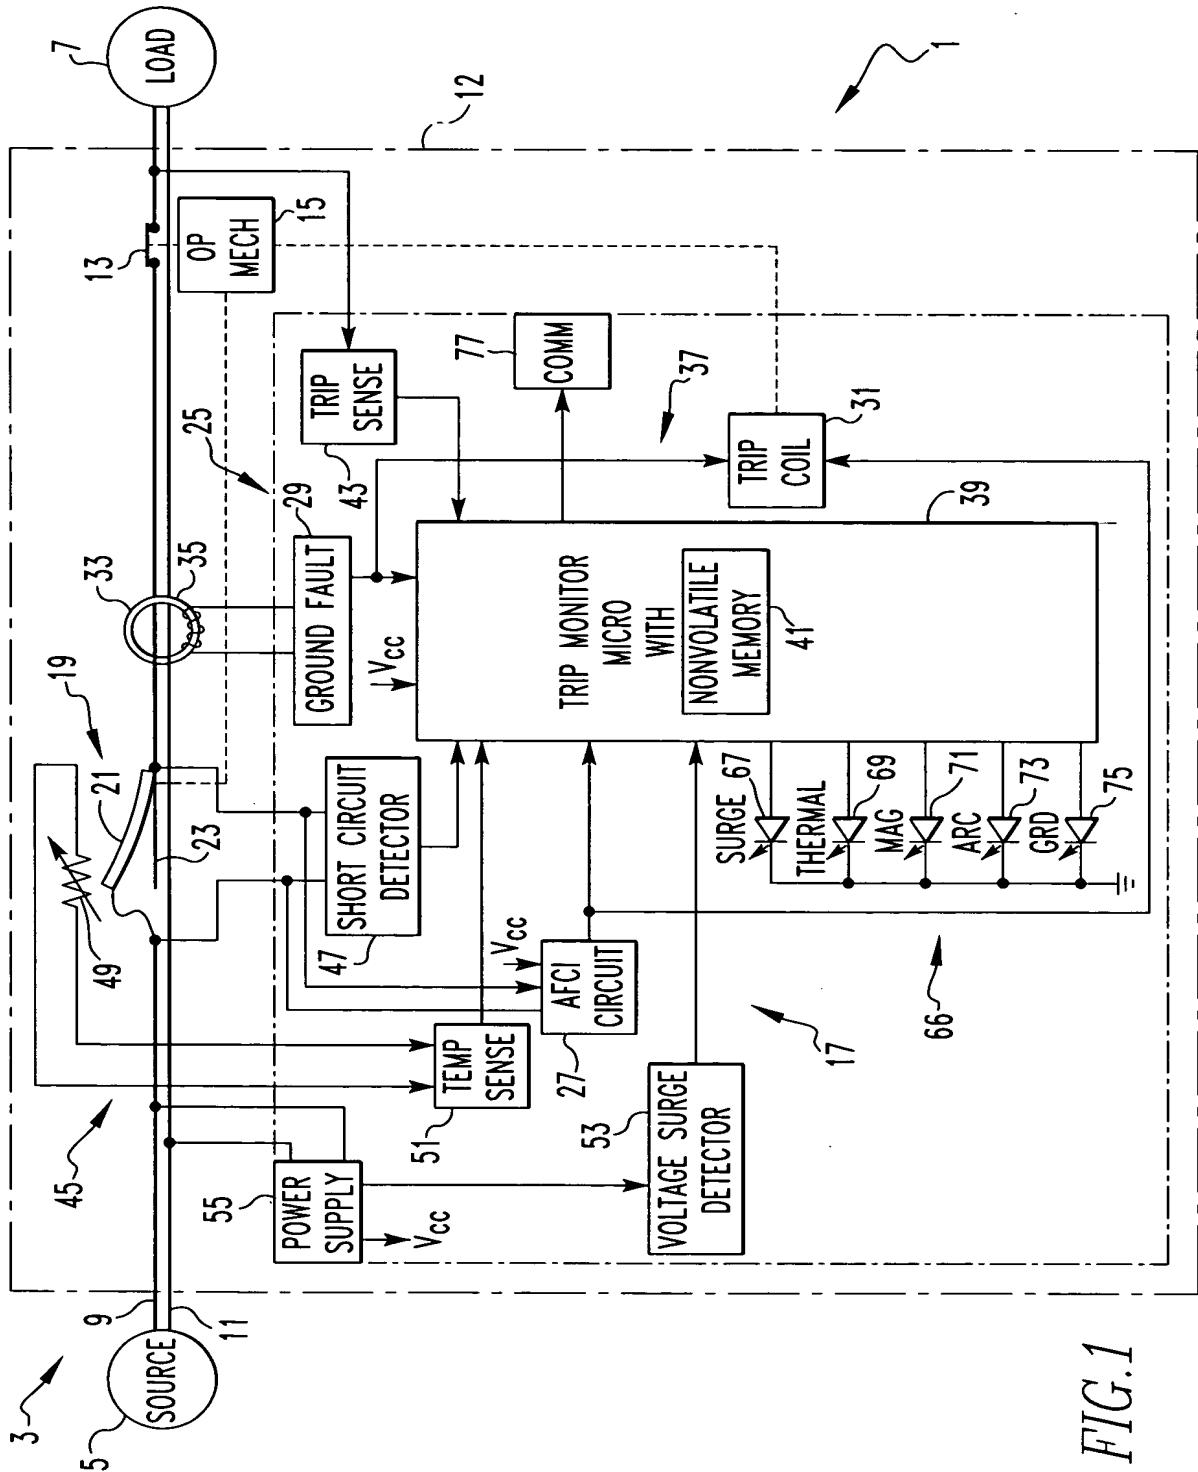 3
5
SOURCE
9
11
LOAD
7
12
1
13
OP
MECH
15
33
35
19
21
23
49
45
25
29
GROUND FAULT
TRIP
SENSE
43
77
COMM
37
TRIP
COIL
31
SHORT CIRCUIT
DETECTOR
47
TEMP
SENSE
51
55
POWER
SUPPLY
VCC
VCC
VCC
AFCI
CIRCUIT
27
53
VOLTAGE SURGE
DETECTOR
17
TRIP MONITOR
MICRO
WITH
NONVOLATILE
MEMORY
41
39
SURGE
67
THERMAL
69
MAG
71
ARC
73
GRD
75
66
FIG.1